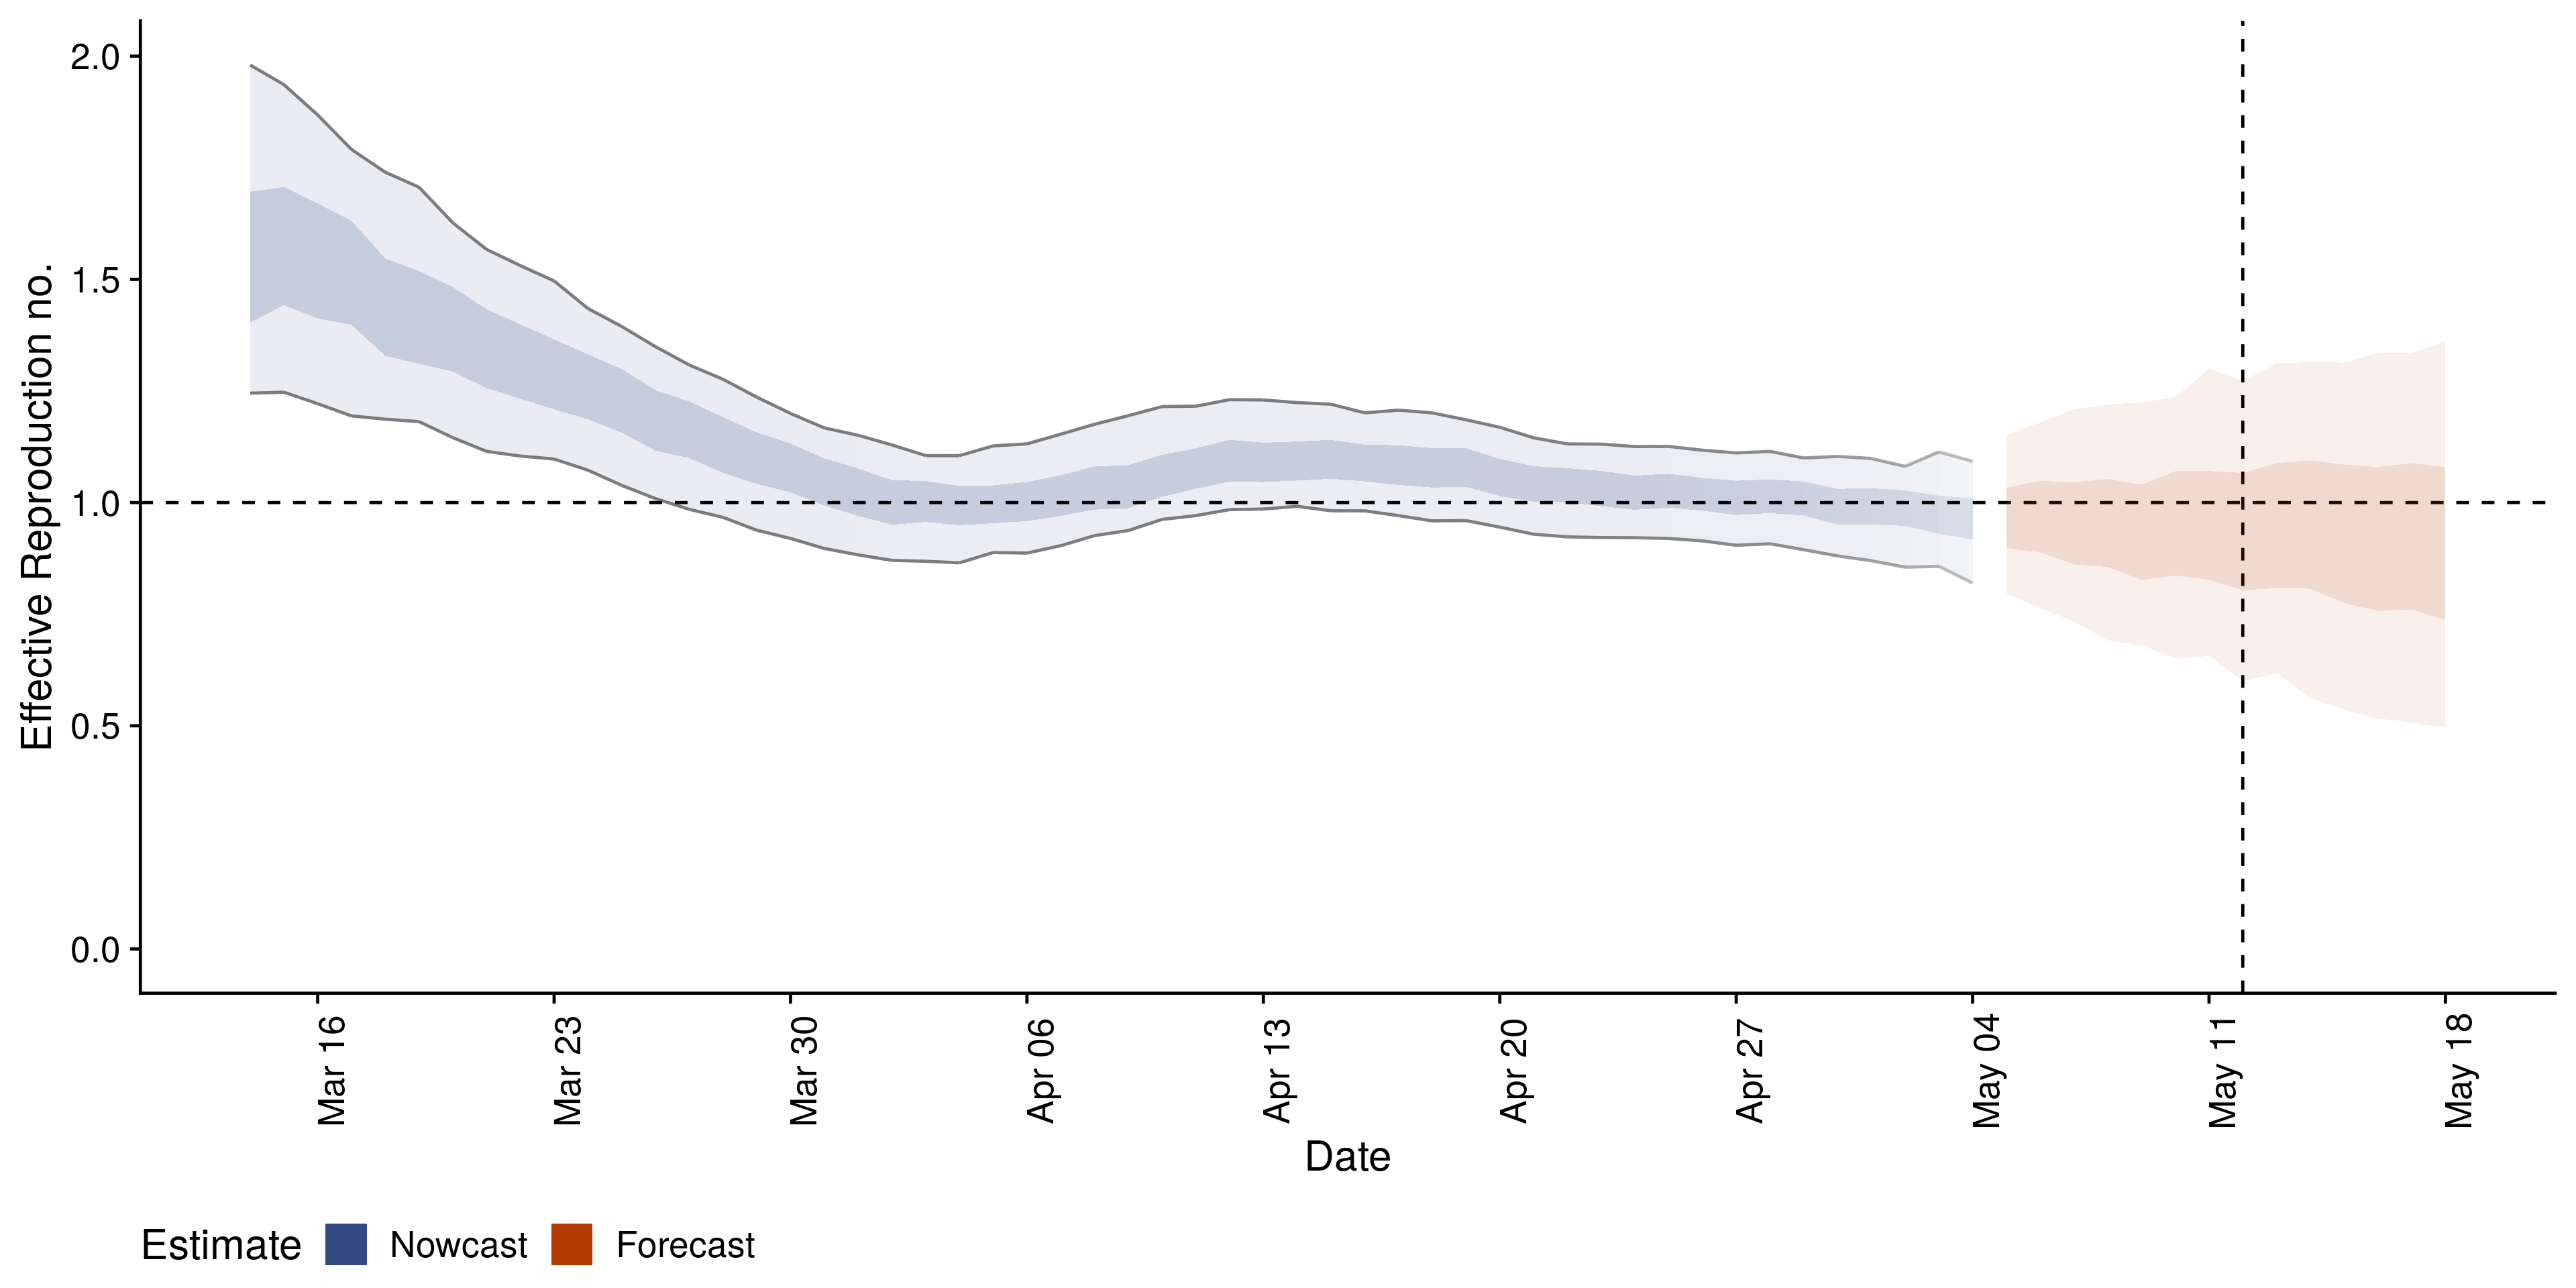 Effective Reproduction no.
2.0
1.5
1.0
0.5
0.0
Mar 16
Mar 23
Mar 30
Apr 06
Apr 13
Apr 20
Apr 27
May 04
May 11
May 18
Date
Estimate Nowcast Forecast